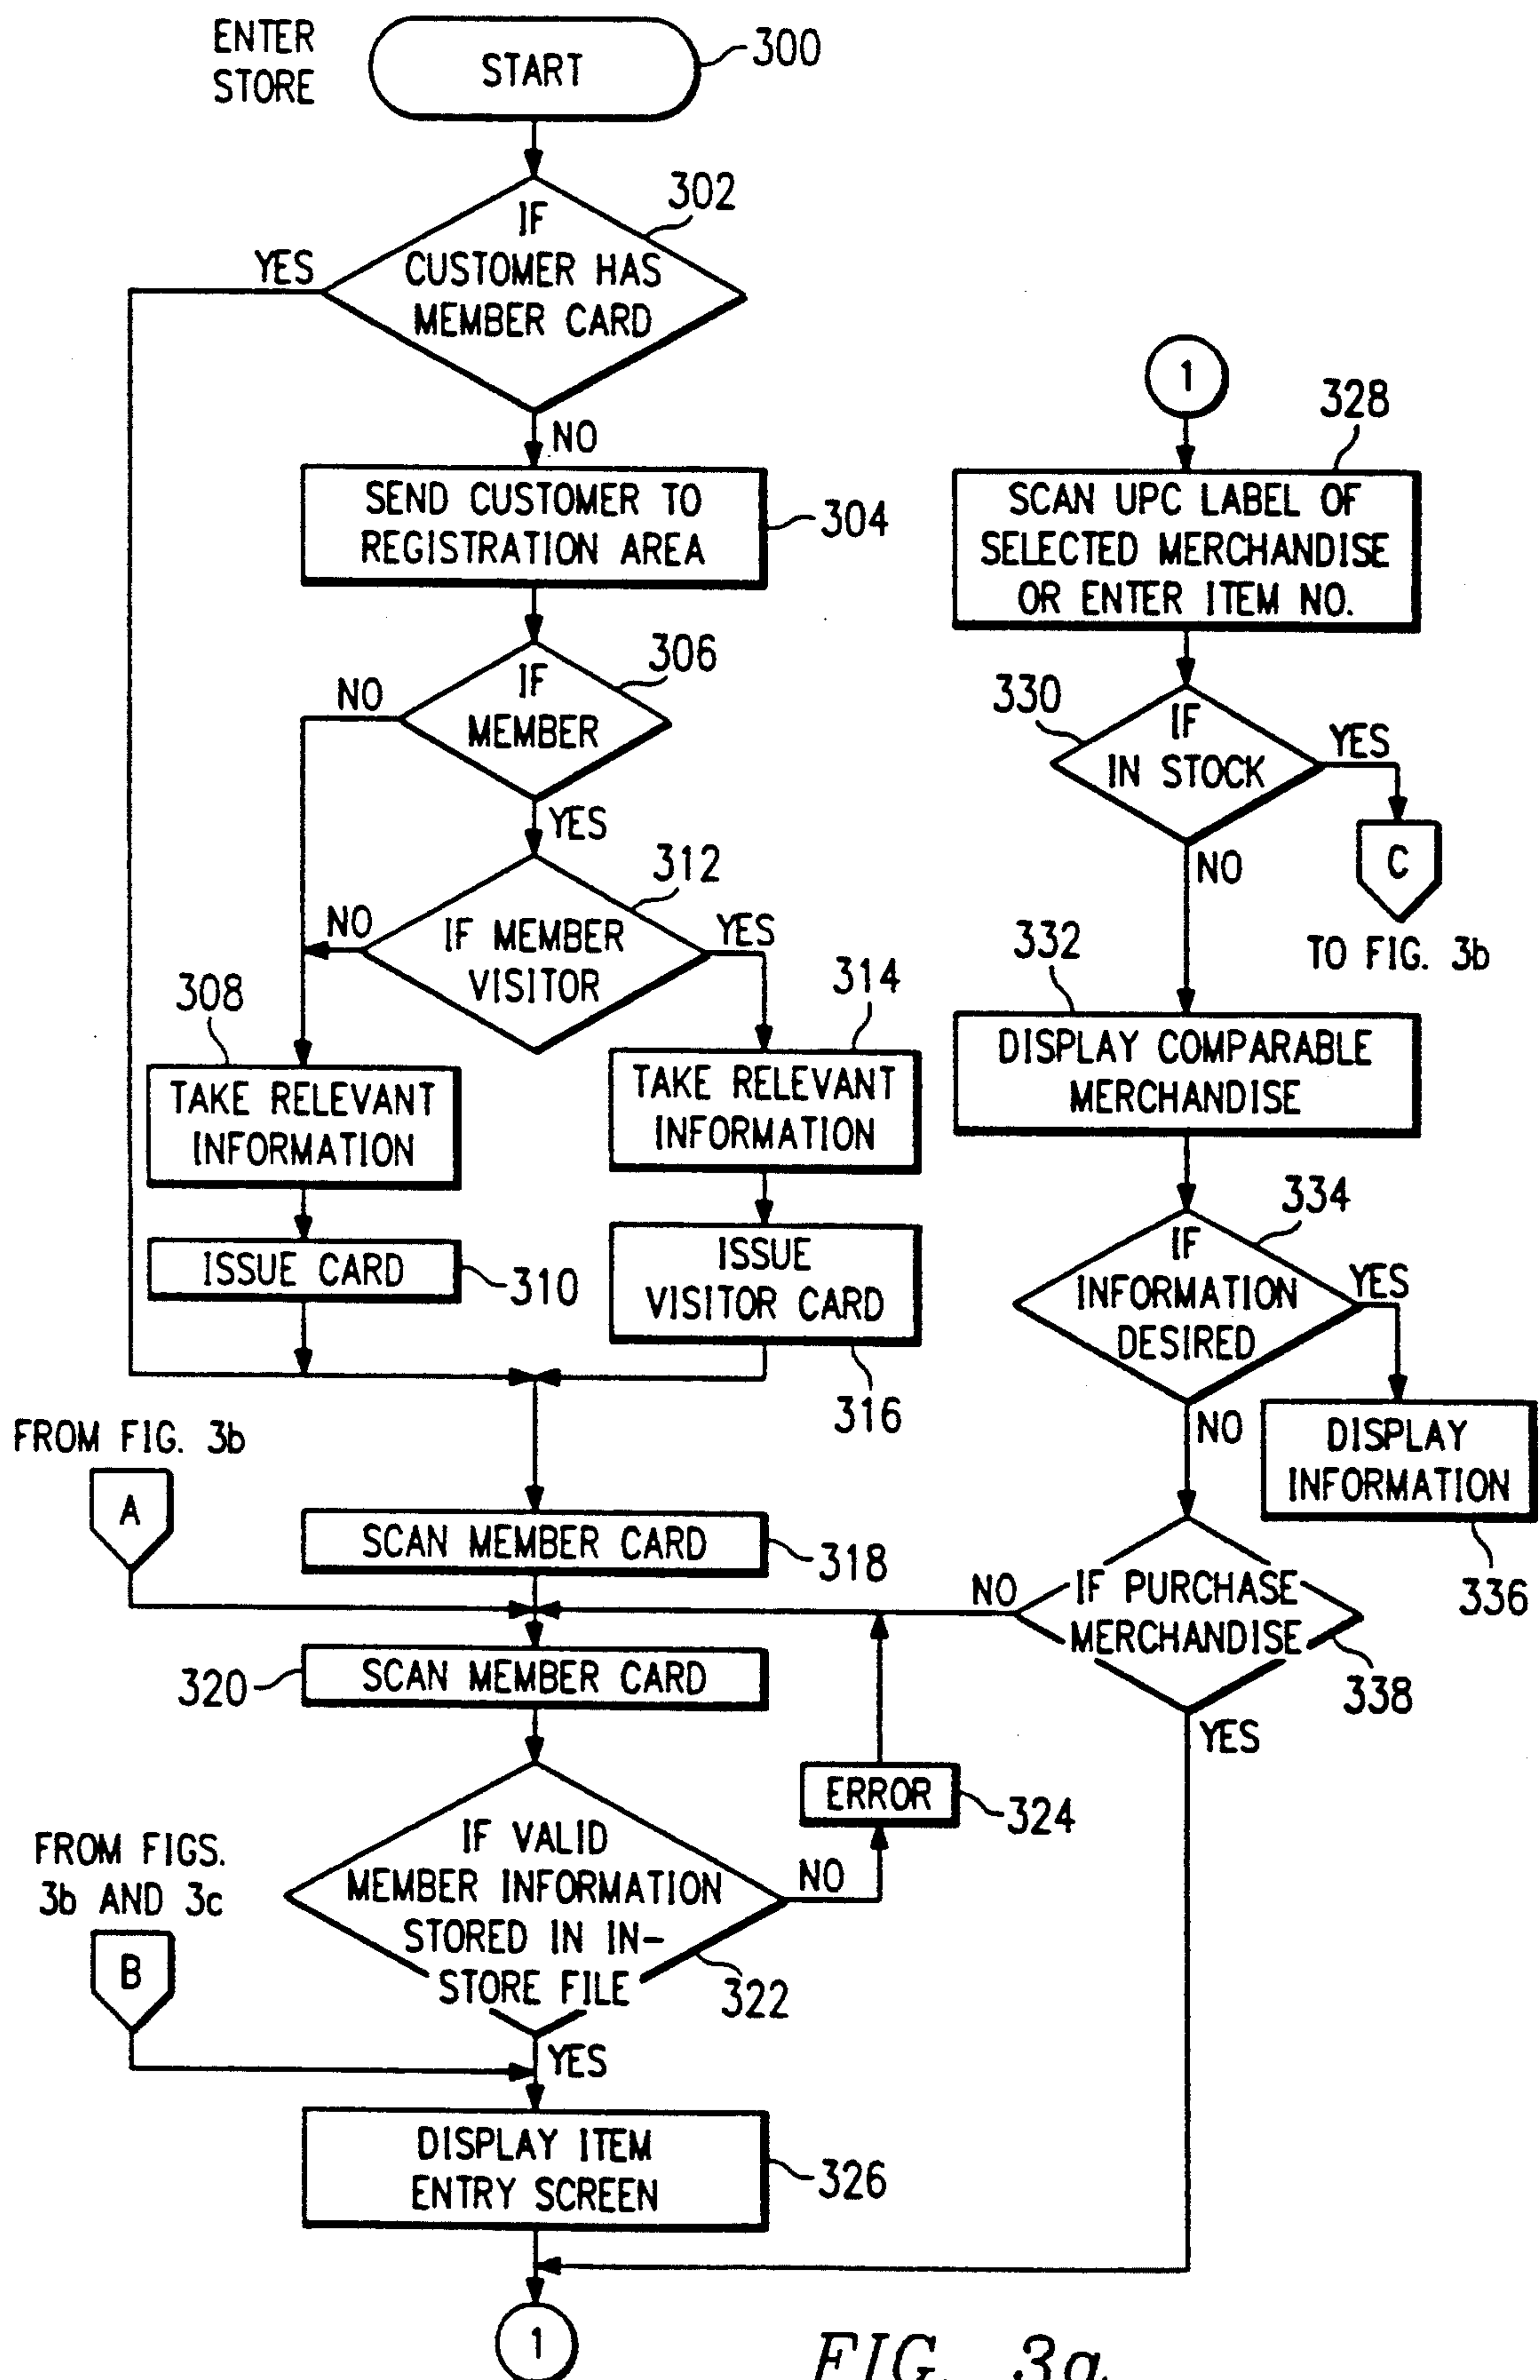 ENTER
STORE
START
300
302
IF
CUSTOMER HAS
MEMBER CARD
YES
NO
SEND CUSTOMER TO
REGISTRATION AREA
304
306
IF
MEMBER
NO
YES
312
IF MEMBER
VISITOR
NO
YES
308
TAKE RELEVANT
INFORMATION
314
TAKE RELEVANT
INFORMATION
ISSUE CARD
310
ISSUE
VISITOR CARD
316
FROM FIG. 3b
A
SCAN MEMBER CARD
318
320
SCAN MEMBER CARD
ERROR
324
IF VALID
MEMBER INFORMATION
STORED IN IN-
STORE FILE
NO
322
FROM FIGS.
3b AND 3c
B
YES
DISPLAY ITEM
ENTRY SCREEN
326
1
1
328
SCAN UPC LABEL OF
SELECTED MERCHANDISE
OR ENTER ITEM NO.
330
IF
IN STOCK
YES
C
TO FIG. 3b
NO
332
DISPLAY COMPARABLE
MERCHANDISE
334
IF
INFORMATION
DESIRED
YES
NO
DISPLAY
INFORMATION
336
NO
IF PURCHASE
MERCHANDISE
338
YES
FIG. 3a